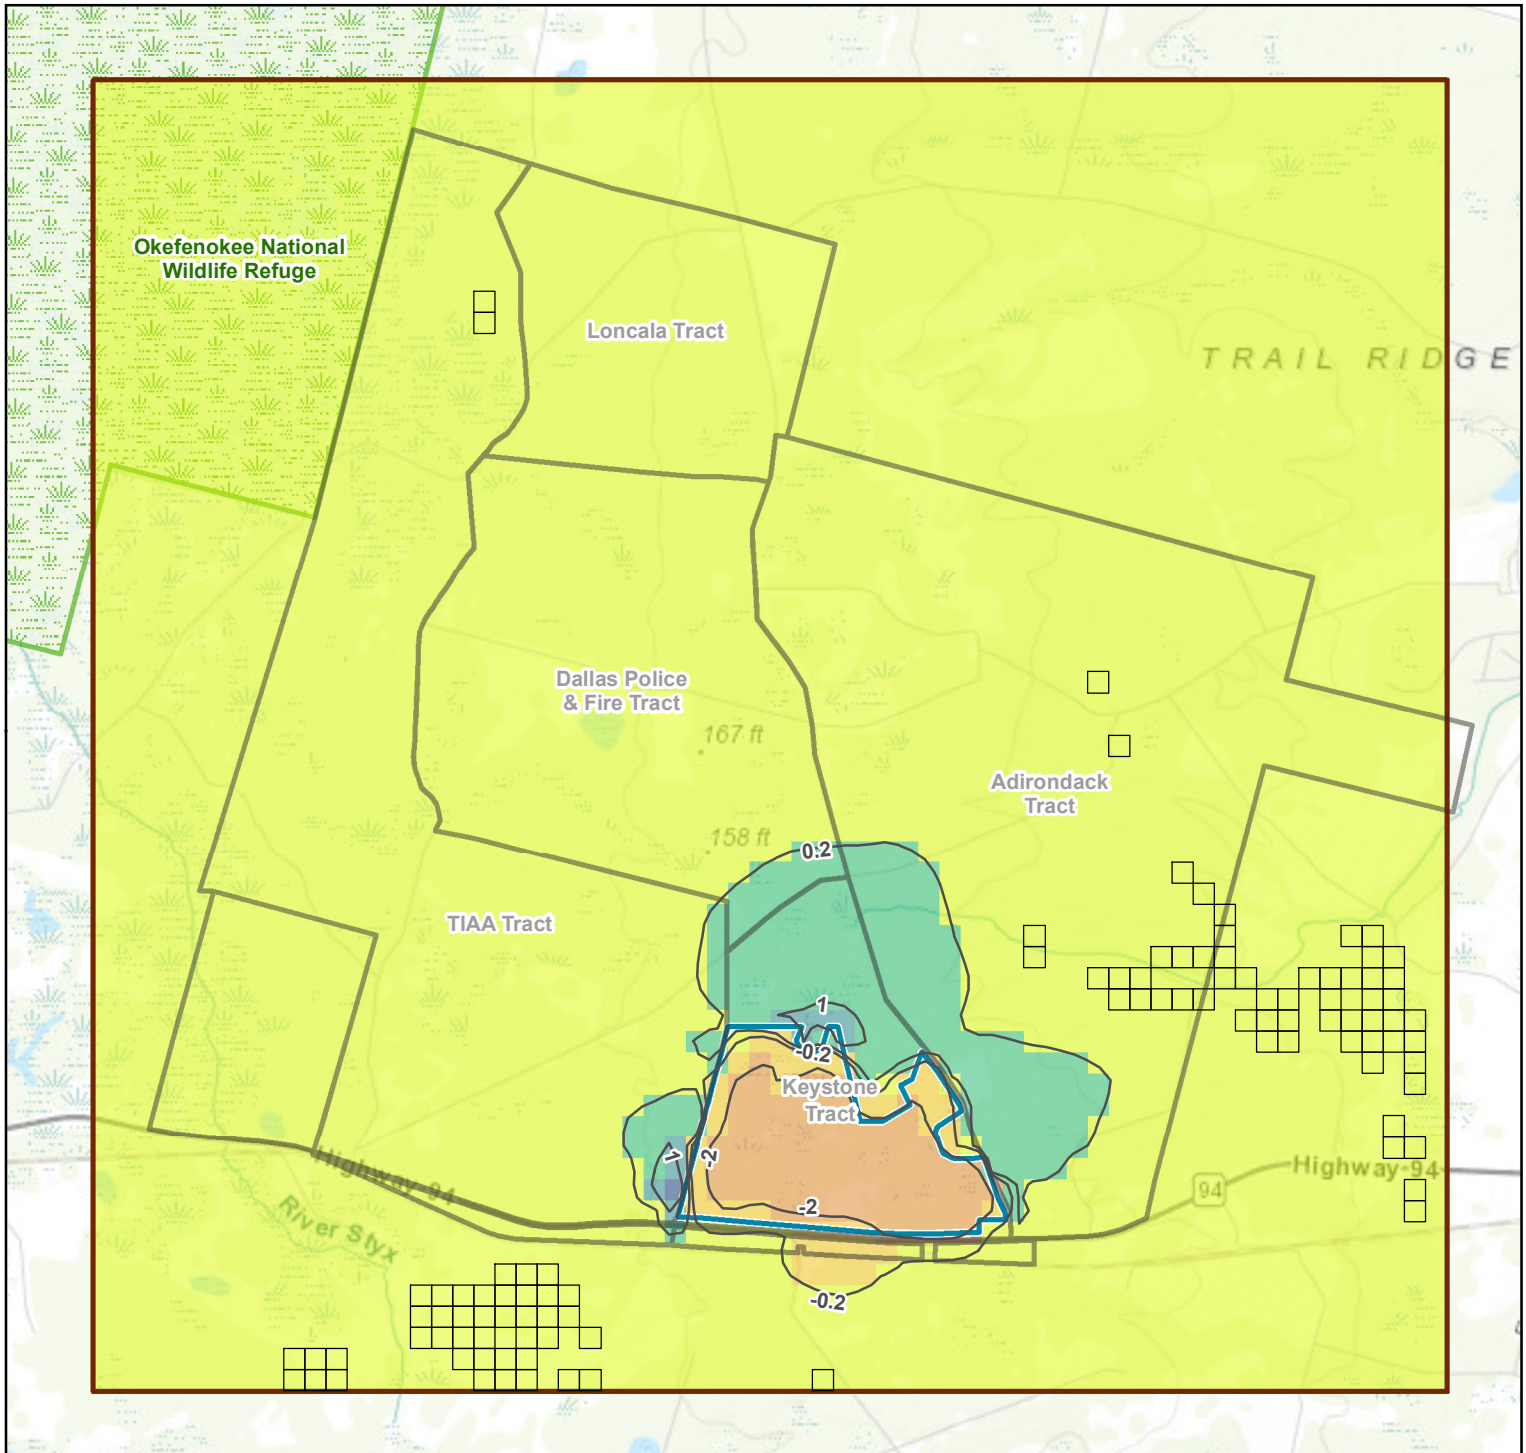 Okefenokee National
Wildlife Refuge
Loncala Tract
TRAIL RIDGE
Dallas Police
& Fire Tract
167 ft
Adirondack
Tract
158 ft
0.2
TIAA Tract
1
-0.2
Keystone
Tract
1
-2
Highway 94
Highway 94
94
-2
River Styx
-0.2